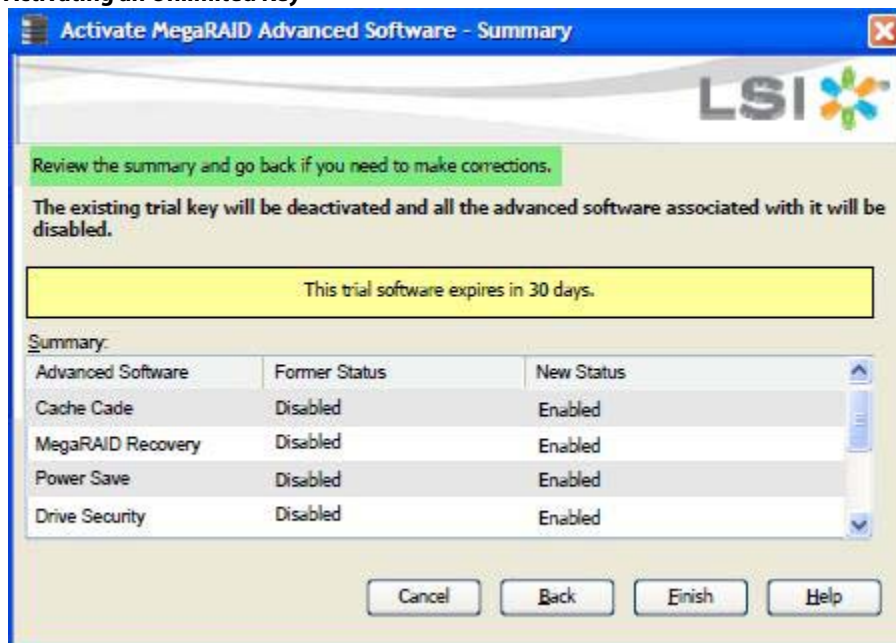 Activating an Unlimited Key
Activate MegaRAID Advanced Software - Summary
LSI
Review the summary and go back if you need to make corrections.
The existing trial key will be deactivated and all the advanced software associated with it will be
disabled.
This trial software expires in 30 days.
Summary:
Advanced Software Former Status New Status
Cache Cade Disabled Enabled
MegaRAID Recovery Disabled Enabled
Power Save Disabled Enabled
Drive Security Disabled Enabled
Cancel Back Finish Help